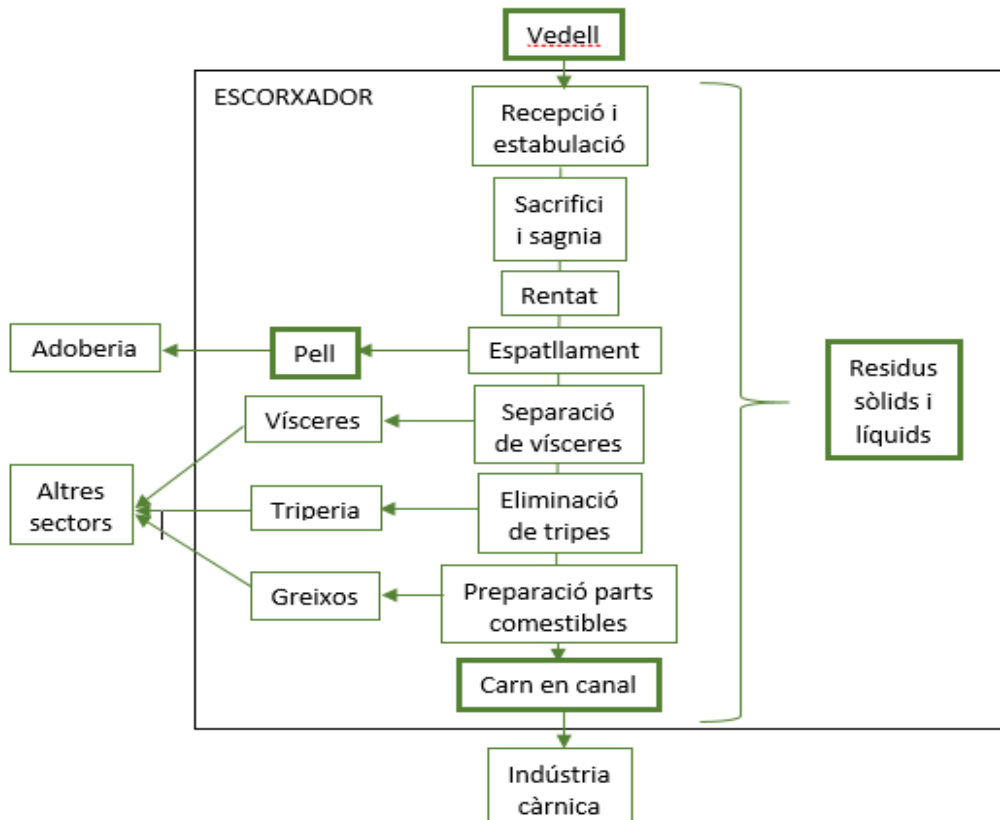 Vedell
ESCORXADOR
Recepció i
estabulació
Sacrifici
i sagnia
Rentat
Adoberia
Pell
Espatllament
Residus
sòlids i
líquids
Vísceres
Separació
de vísceres
Altres
sectors
Triperia
Eliminació
de tripes
Greixos
Preparació parts
comestibles
Carn en canal
Indústria
càrnica